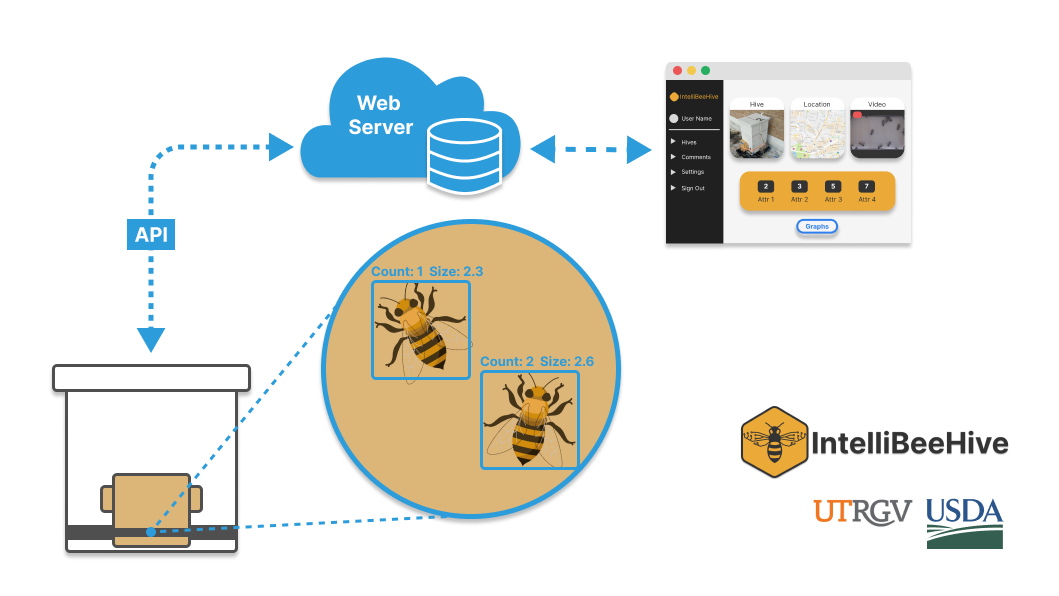 Web
Server
API
IntelliBeeHive
User Name
Hives
Comments
Settings
Sign Out
Hive
Location
Video
2 3 5 7
Attr 1 Attr 2 Attr 3 Attr 4
Graphs
Count: 1 Size: 2.3
Count: 2 Size: 2.6
IntelliBeeHive
UTRGV
USDA